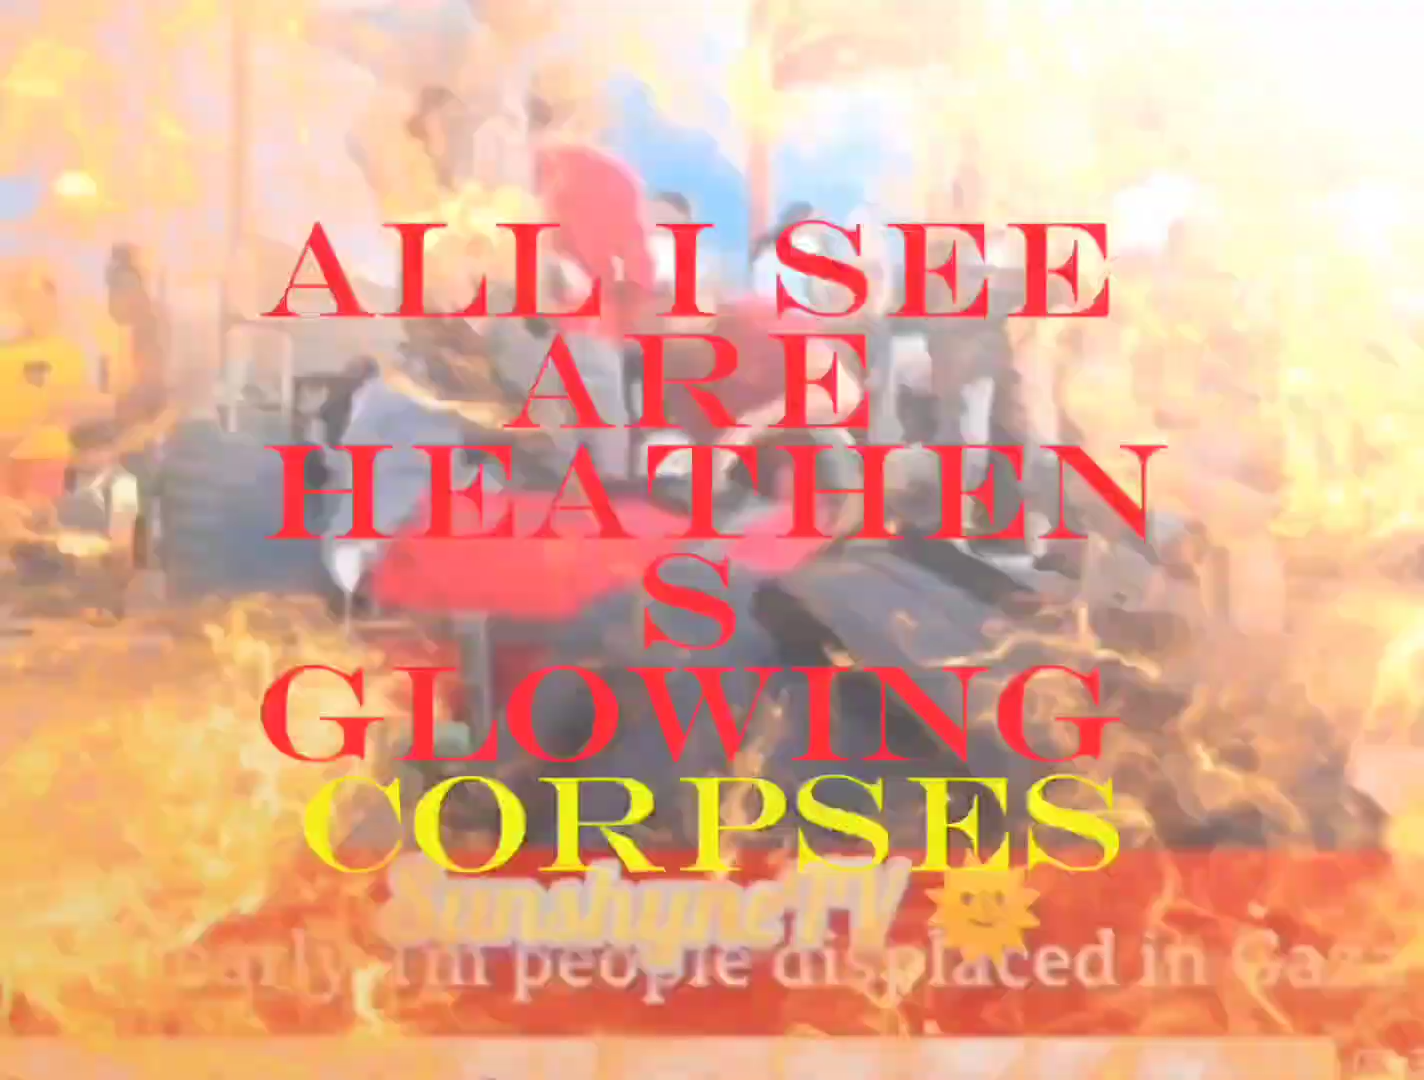 ALL I SEE
ARE
HEATHEN
S
GLOWING
CORPSES
SunshyneTV
people displaced in